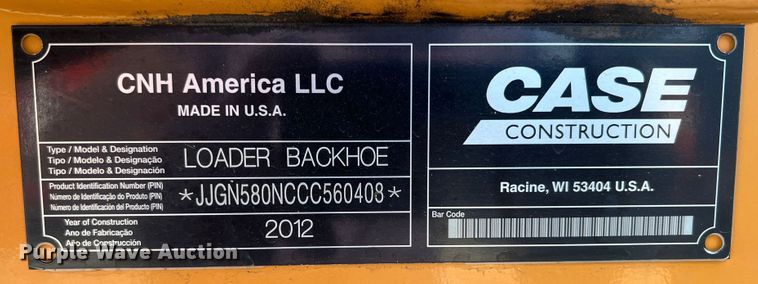 CNH America LLC
MADE IN U.S.A.
Type / Model & Designation
Tipo / Modelo & Designação
Tipo / Modelo & Designación
LOADER BACKHOE
Product Identification Number (PIN)
Número de Identificação do Produto (PIN)
Número de Identificación del Producto (PIN)
*JJGN580NCCC560408*
Year of Construction
Ano de Fabricação
Año de Construcción
2012
CASE
CONSTRUCTION
Racine, WI 53404 U.S.A.
Bar Code
Purple Wave Auction